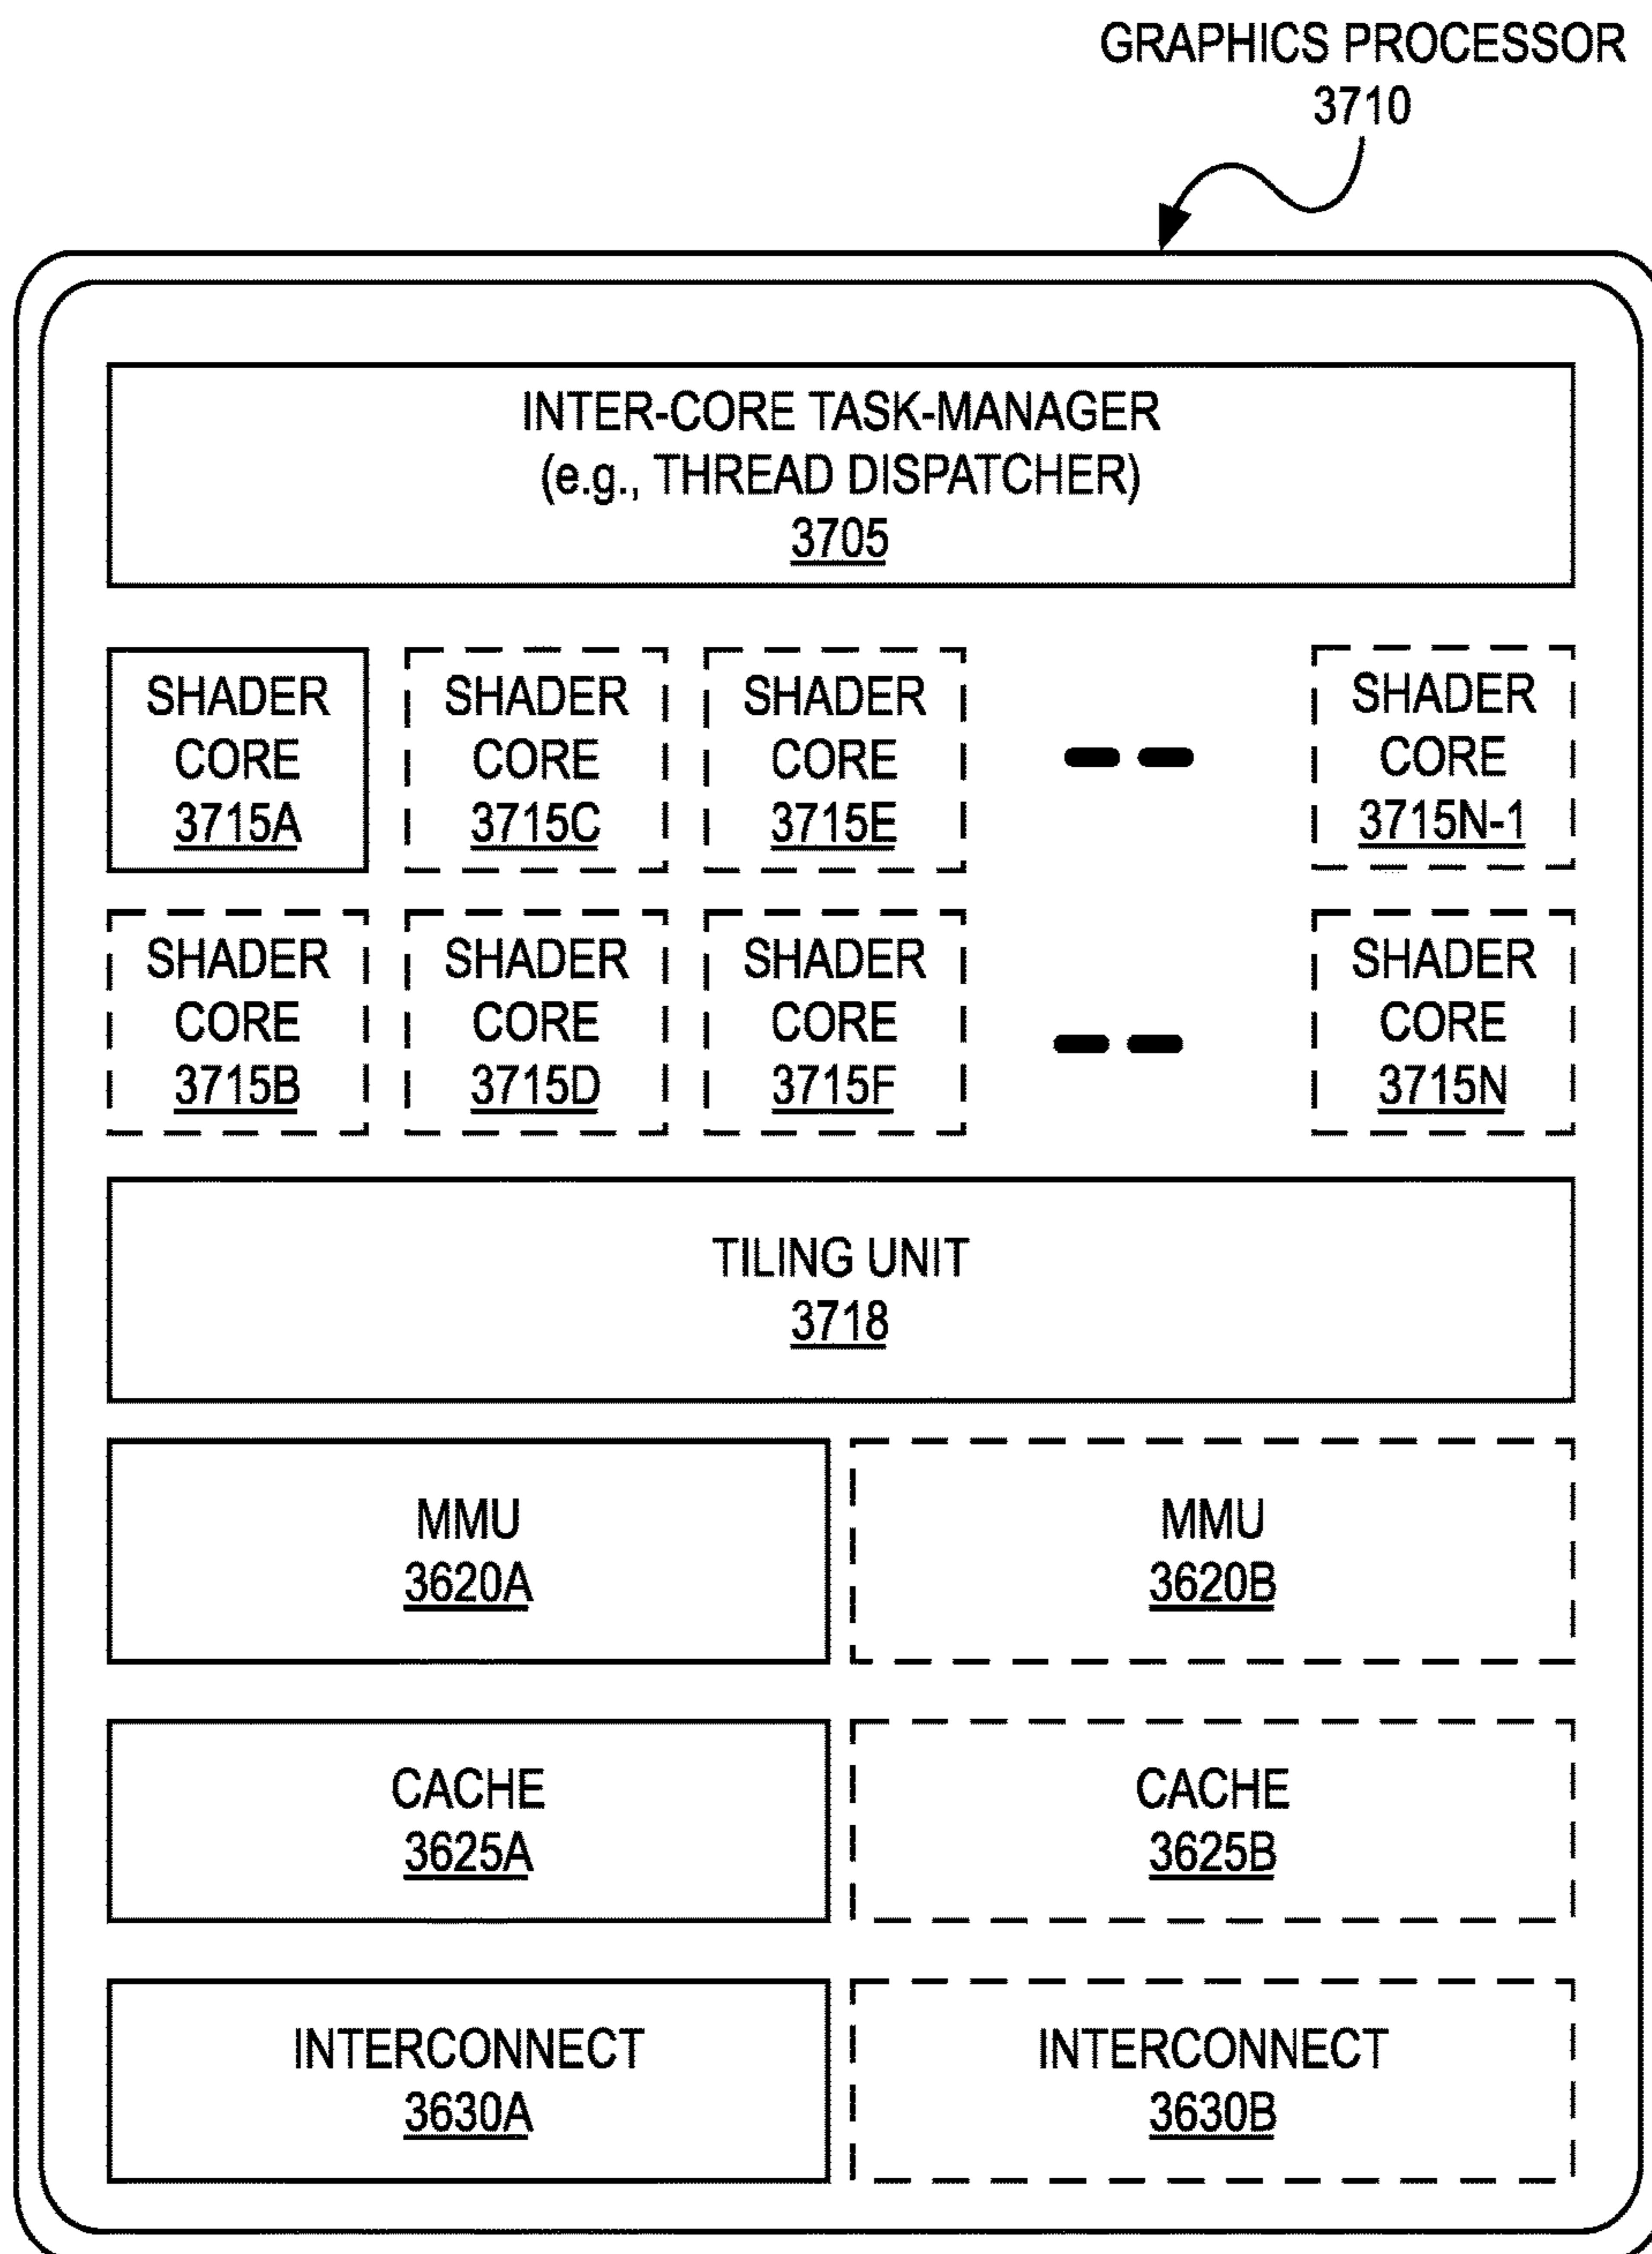 GRAPHICS PROCESSOR
3710
INTER-CORE TASK-MANAGER
(e.g., THREAD DISPATCHER)
3705
SHADER
CORE
3715A
SHADER
CORE
3715C
SHADER
CORE
3715E
SHADER
CORE
3715N-1
SHADER
CORE
3715B
SHADER
CORE
3715D
SHADER
CORE
3715F
SHADER
CORE
3715N
TILING UNIT
3718
MMU
3620A
MMU
3620B
CACHE
3625A
CACHE
3625B
INTERCONNECT
3630A
INTERCONNECT
3630B